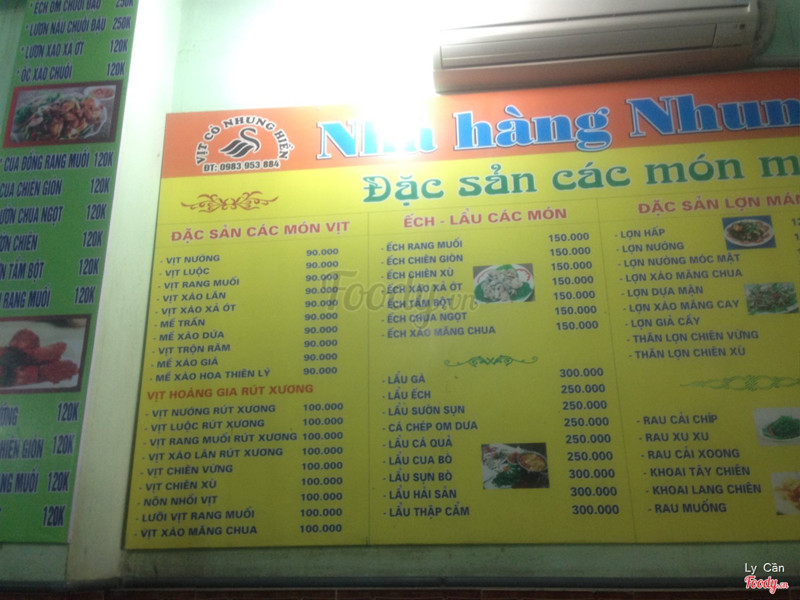 ẾCH OM CHUỐI ĐẬU 250K
* LƯƠN NẤU CHUỐI ĐẬU 250K
* LƯƠN XÀO XẢ ỚT 120K
* ỐC XÀO CHUỐI 120K
CUA ĐỒNG RANG MUỐI 120K
CUA CHIÊN GIÒN 120K
LƯƠN CHUA NGỌT 120K
CHIÊN 120K
TẨM BỘT 120K
RANG MUỐI 120K
120K
CHIÊN GIÒN 120K
RANG MUỐI 120K
120K
VỊT CỎ NHUNG HIỀN
ĐT: 0983 953 884
Nhà hàng Nhun
Đặc sản các món m
ĐẶC SẢN CÁC MÓN VỊT
- VỊT NƯỚNG 90.000
- VỊT LUỘC 90.000
- VỊT RANG MUỐI 90.000
- VỊT XÁO LĂN 90.000
- VỊT XÁO XẢ ỚT 90.000
- MỀ TRẦN 90.000
- MỀ XÀO DỨA 90.000
- VỊT TRỘN RĂM 90.000
- MỀ XÀO GIÁ 90.000
- MỀ XÀO HOA THIÊN LÝ 90.000
VỊT HOÀNG GIA RÚT XƯƠNG
- VỊT NƯỚNG RÚT XƯƠNG 100.000
- VỊT LUỘC RÚT XƯƠNG 100.000
- VỊT RANG MUỐI RÚT XƯƠNG 100.000
- VỊT XÁO LĂN RÚT XƯƠNG 100.000
- VỊT CHIÊN VỪNG 100.000
- VỊT CHIÊN XÙ 100.000
- NÕN NHỒI VỊT 100.000
- LƯỠI VỊT RANG MUỐI 100.000
- VỊT XÁO MĂNG CHUA 100.000
ẾCH - LẨU CÁC MÓN
- ẾCH RANG MUỐI 150.000
- ẾCH CHIÊN GIÒN 150.000
- ẾCH CHIÊN XÙ 150.000
- ẾCH XÀO XẢ ỚT 150.000
- ẾCH TẨM BỘT 150.000
- ẾCH CHUA NGỌT 150.000
- ẾCH XÀO MĂNG CHUA 150.000
- LẨU GÀ 300.000
- LẨU ẾCH 250.000
- LẨU SƯỜN SỤN 250.000
- CÁ CHÉP OM DƯA 250.000
- LẨU CÁ QUẢ 250.000
- LẨU CUA BÒ 250.000
- LẨU SỤN BÒ 300.000
- LẨU HẢI SẢN 300.000
- LẨU THẬP CẨM 300.000
ĐẶC SẢN LỢN MÁN
- LỢN HẤP
- LỢN NƯỚNG
- LỢN NƯỚNG MÓC MẬT
- LỢN XÀO MĂNG CHUA
- LỢN DỰA MẬN
- LỢN XÀO MĂNG CAY
- LỢN GIẢ CẦY
- THĂN LỢN CHIÊN VỪNG
- THĂN LỢN CHIÊN XÙ
- RAU CẢI CHÍP
- RAU XU XU
- RAU CẢI XOONG
- KHOAI TÂY CHIÊN
- KHOAI LANG CHIÊN
- RAU MUỐNG
Foody.vn
Ly Cân
Foody.vn